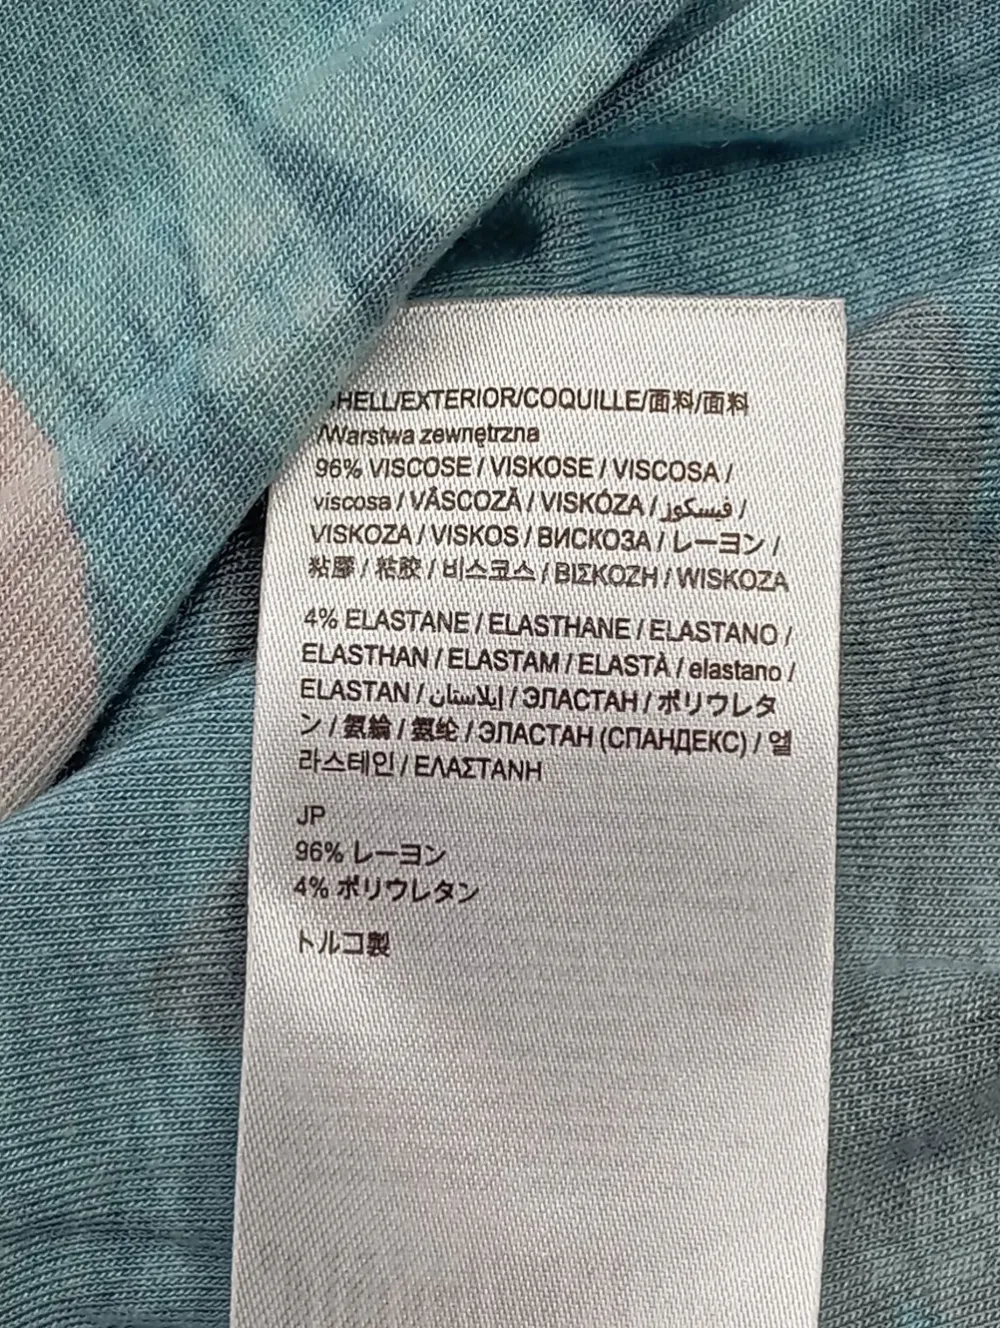 SHELL/EXTERIOR/COQUILLE/面料/面料
/Warstwa zewnętrzna
96% VISCOSE / VISKOSE / VISCOSA /
viscosa / VÂSCOZĂ / VISKÓZA / فيسكوز /
VISKOZA / VISKOS / ВИСКОЗА / レーヨン /
粘膠 / 粘胶 / 비스코스 / ΒΙΣΚΟΖΗ / WISKOZA
4% ELASTANE / ELASTHANE / ELASTANO /
ELASTHAN / ELASTAM / ELASTÀ / elastano /
ELASTAN / إيلاستان / ЭЛАСТАН / ポリウレタ
ン / 氨綸 / 氨纶 / ЭЛАСТАН (СПАНДЕКС) / 엘
라스테인 / ΕΛΑΣΤΑΝΗ
JP
96% レーヨン
4% ポリウレタン
トルコ製